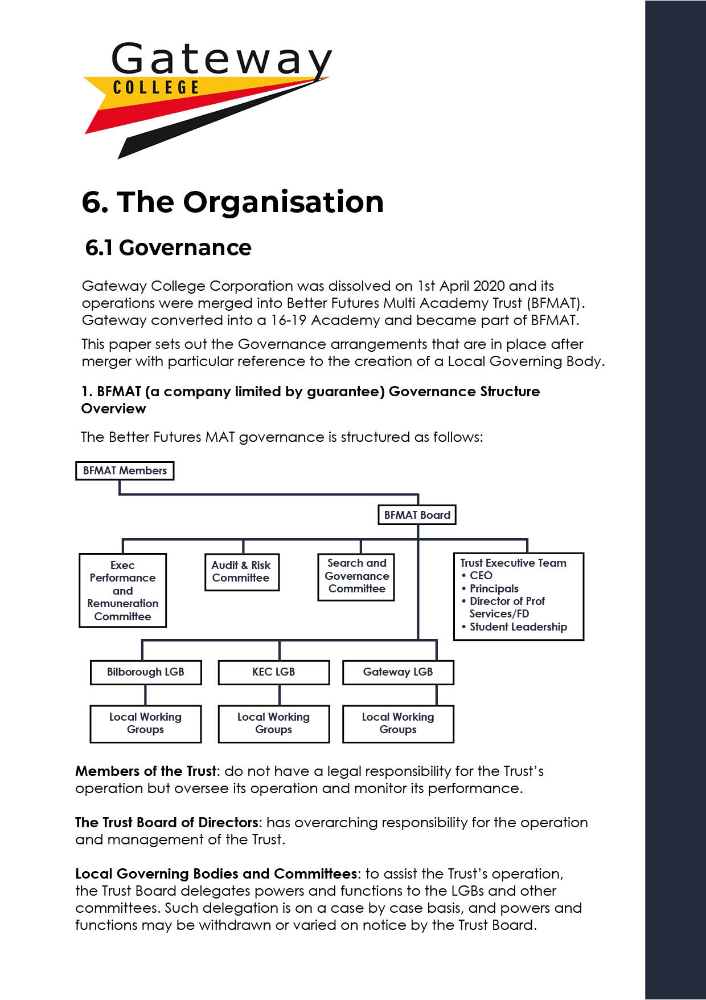 Gateway
COLLEGE
6. The Organisation
6.1 Governance
Gateway College Corporation was dissolved on 1st April 2020 and its
operations were merged into Better Futures Multi Academy Trust (BFMAT).
Gateway converted into a 16-19 Academy and became part of BFMAT.
This paper sets out the Governance arrangements that are in place after
merger with particular reference to the creation of a Local Governing Body.
1. BFMAT (a company limited by guarantee) Governance Structure
Overview
The Better Futures MAT governance is structured as follows:
BFMAT Members
BFMAT Board
Exec
Performance
and
Remuneration
Committee
Audit & Risk
Committee
Search and
Governance
Committee
Trust Executive Team
• CEO
• Principals
• Director of Prof
Services/FD
• Student Leadership
Bilborough LGB
KEC LGB
Gateway LGB
Local Working
Groups
Local Working
Groups
Local Working
Groups
Members of the Trust: do not have a legal responsibility for the Trust’s
operation but oversee its operation and monitor its performance.
The Trust Board of Directors: has overarching responsibility for the operation
and management of the Trust.
Local Governing Bodies and Committees: to assist the Trust’s operation,
the Trust Board delegates powers and functions to the LGBs and other
committees. Such delegation is on a case by case basis, and powers and
functions may be withdrawn or varied on notice by the Trust Board.